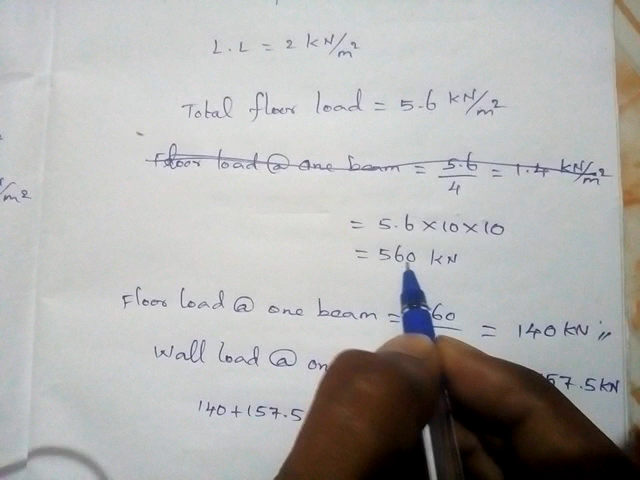 L.L = 2 kN/m²
Total floor load = 5.6 kN/m²
/m²
Floor load @ one beam = 5.6/4 = 1.4 kN/m²
= 5.6 × 10 × 10
= 560 kN
Floor load @ one beam = 60 = 140 kN
Wall load @ on 57.5 kN
140 + 157.5